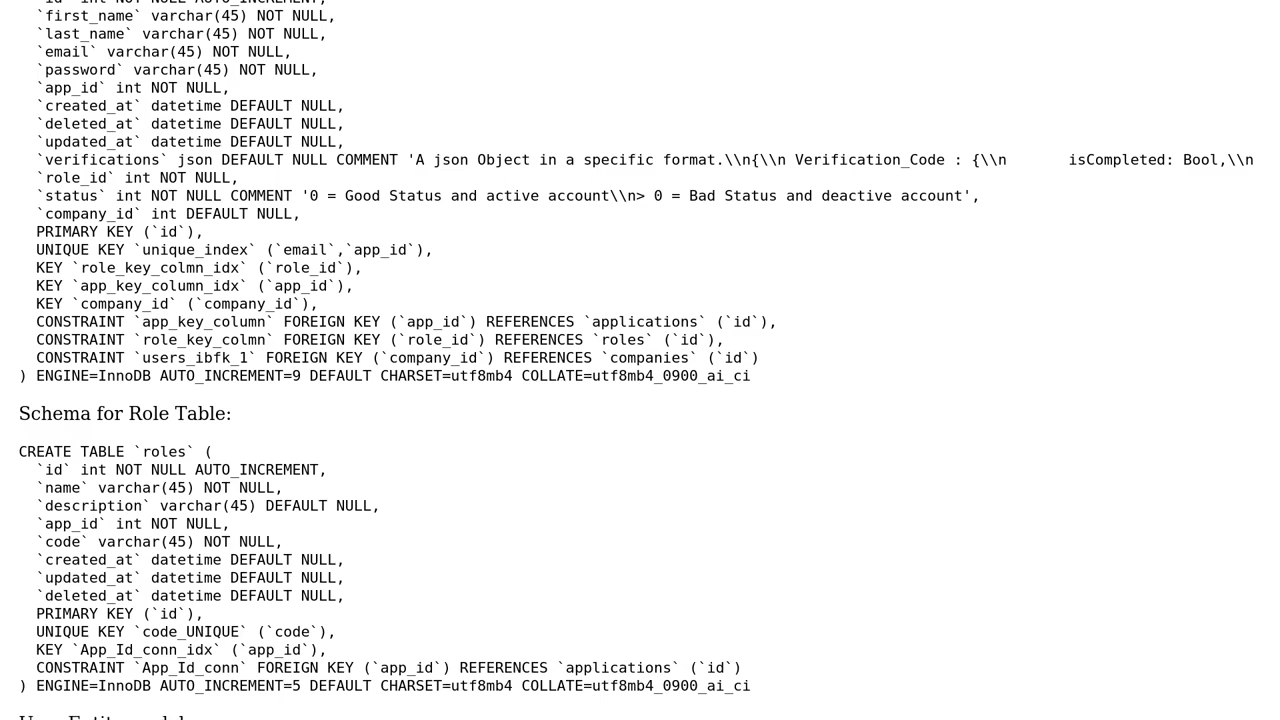 `id` int NOT NULL AUTO_INCREMENT,
`first_name` varchar(45) NOT NULL,
`last_name` varchar(45) NOT NULL,
`email` varchar(45) NOT NULL,
`password` varchar(45) NOT NULL,
`app_id` int NOT NULL,
`created_at` datetime DEFAULT NULL,
`deleted_at` datetime DEFAULT NULL,
`updated_at` datetime DEFAULT NULL,
`verifications` json DEFAULT NULL COMMENT 'A json Object in a specific format.\\n{\\n Verification_Code : {\\n       isCompleted: Bool,\\n
`role_id` int NOT NULL,
`status` int NOT NULL COMMENT '0 = Good Status and active account\\n> 0 = Bad Status and deactive account',
`company_id` int DEFAULT NULL,
PRIMARY KEY (`id`),
UNIQUE KEY `unique_index` (`email`,`app_id`),
KEY `role_key_colmn_idx` (`role_id`),
KEY `app_key_column_idx` (`app_id`),
KEY `company_id` (`company_id`),
CONSTRAINT `app_key_column` FOREIGN KEY (`app_id`) REFERENCES `applications` (`id`),
CONSTRAINT `role_key_colmn` FOREIGN KEY (`role_id`) REFERENCES `roles` (`id`),
CONSTRAINT `users_ibfk_1` FOREIGN KEY (`company_id`) REFERENCES `companies` (`id`)
) ENGINE=InnoDB AUTO_INCREMENT=9 DEFAULT CHARSET=utf8mb4 COLLATE=utf8mb4_0900_ai_ci
Schema for Role Table:
CREATE TABLE `roles` (
`id` int NOT NULL AUTO_INCREMENT,
`name` varchar(45) NOT NULL,
`description` varchar(45) DEFAULT NULL,
`app_id` int NOT NULL,
`code` varchar(45) NOT NULL,
`created_at` datetime DEFAULT NULL,
`updated_at` datetime DEFAULT NULL,
`deleted_at` datetime DEFAULT NULL,
PRIMARY KEY (`id`),
UNIQUE KEY `code_UNIQUE` (`code`),
KEY `App_Id_conn_idx` (`app_id`),
CONSTRAINT `App_Id_conn` FOREIGN KEY (`app_id`) REFERENCES `applications` (`id`)
) ENGINE=InnoDB AUTO_INCREMENT=5 DEFAULT CHARSET=utf8mb4 COLLATE=utf8mb4_0900_ai_ci